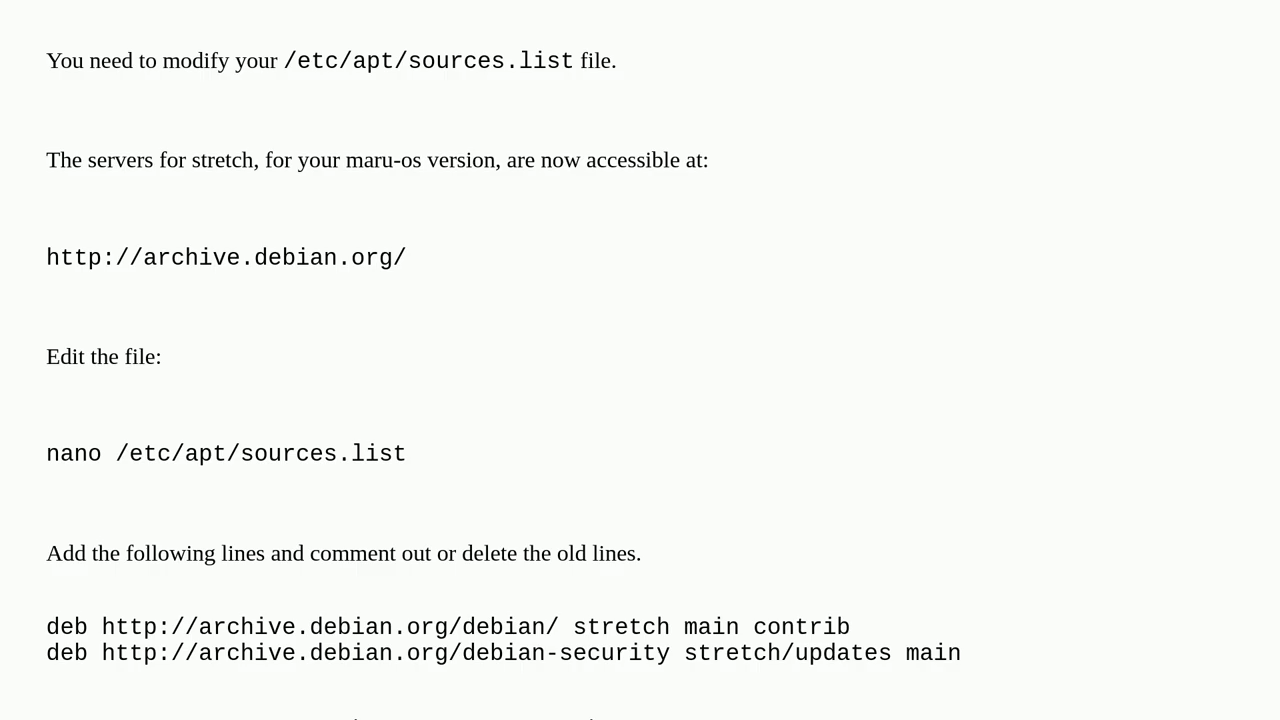 You need to modify your /etc/apt/sources.list file.
The servers for stretch, for your maru-os version, are now accessible at:
http://archive.debian.org/
Edit the file:
nano /etc/apt/sources.list
Add the following lines and comment out or delete the old lines.
deb http://archive.debian.org/debian/ stretch main contrib
deb http://archive.debian.org/debian-security stretch/updates main